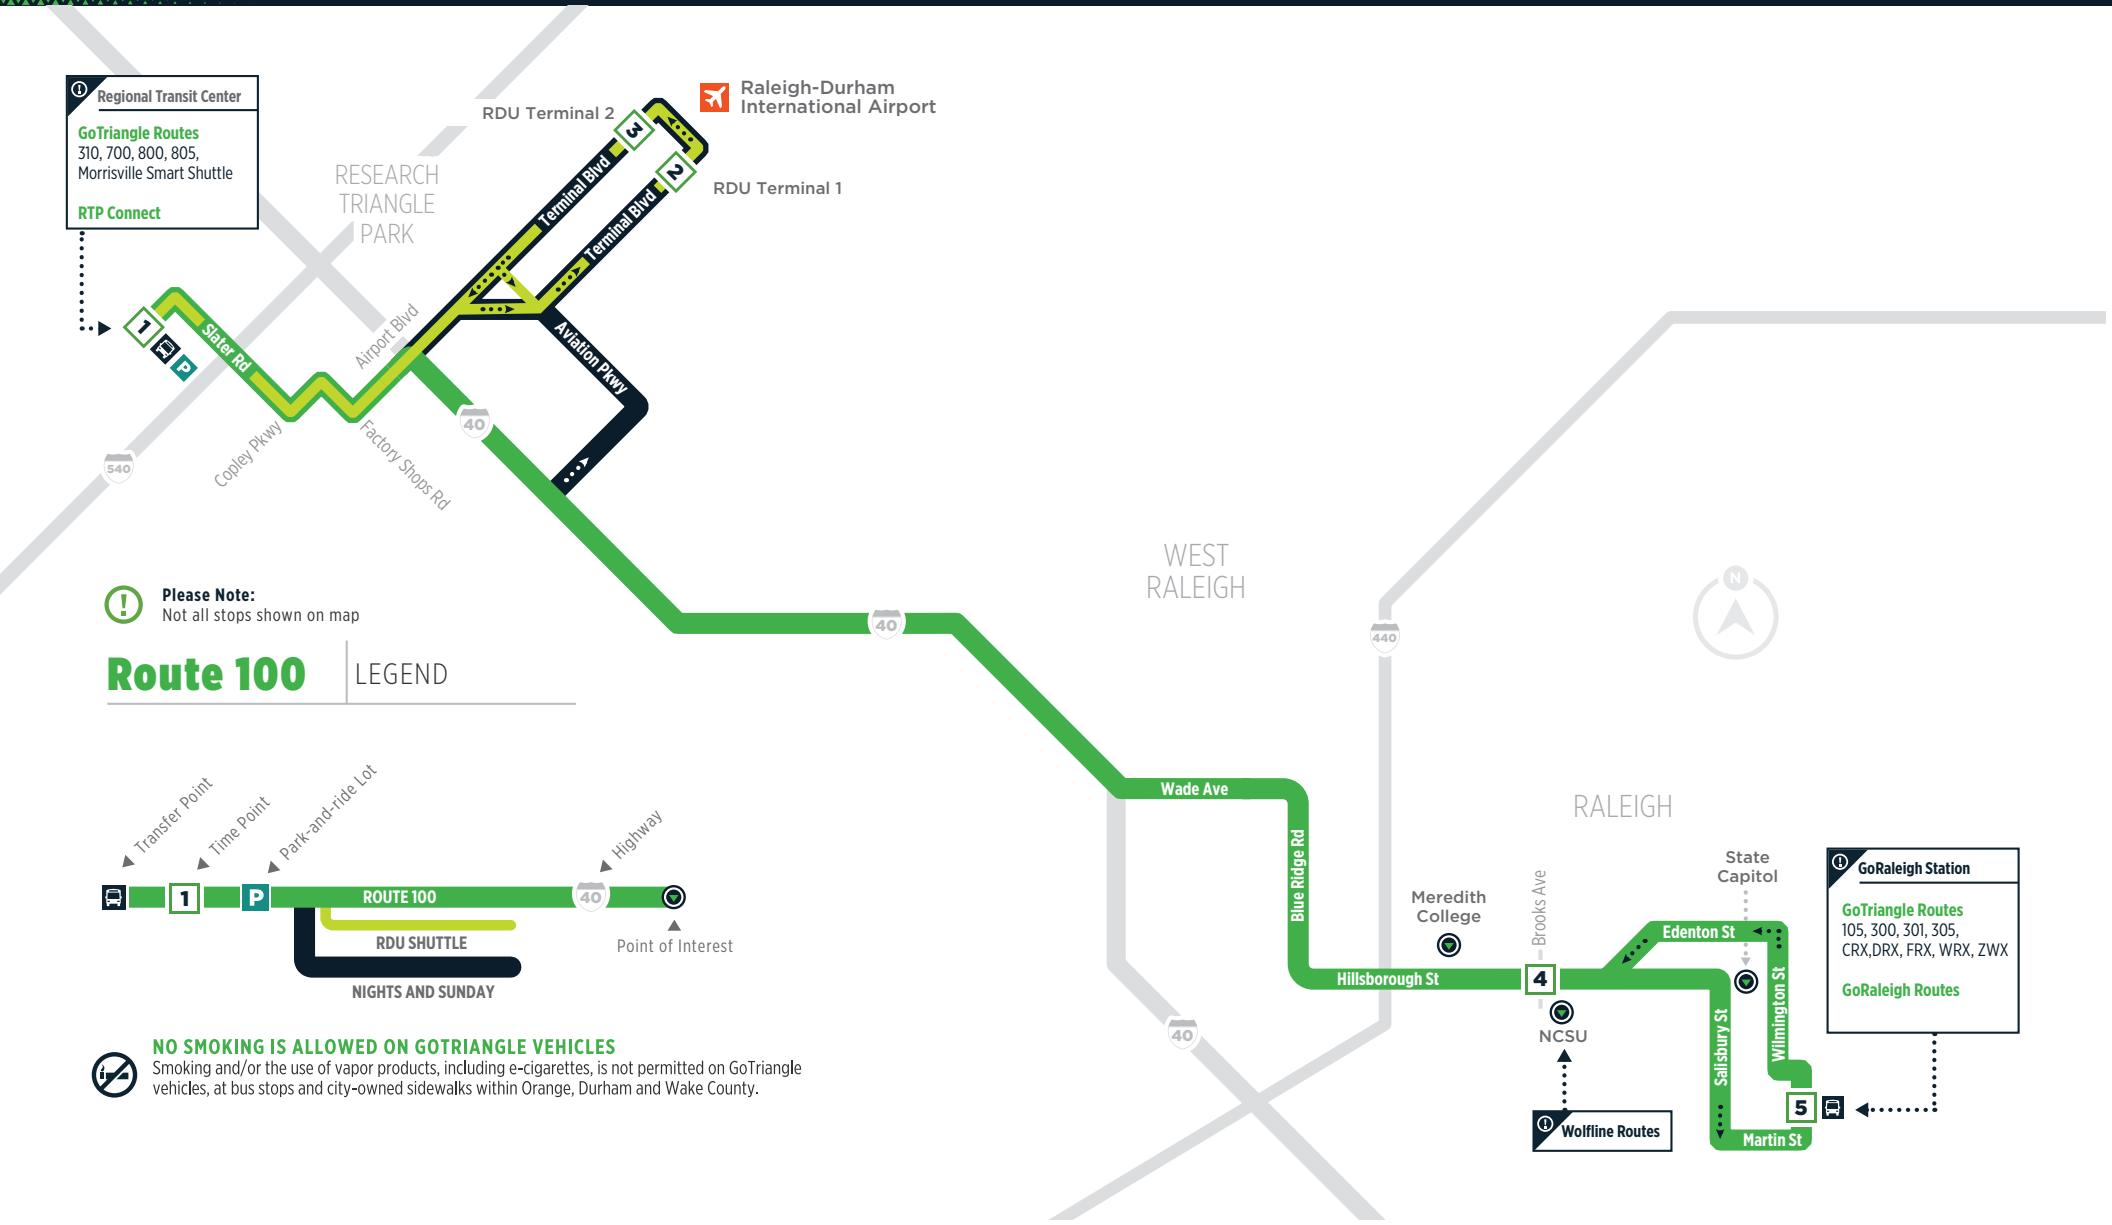 Regional Transit Center
GoTriangle Routes
310, 700, 800, 805,
Morrisville Smart Shuttle
RTP Connect
RDU Terminal 2
Raleigh-Durham
International Airport
RDU Terminal 1
RESEARCH
TRIANGLE
PARK
3
2
Terminal Blvd
Terminal Blvd
1
P
Slater Rd
Airport Blvd
Aviation Pkwy
Copley Pkwy
Factory Shops Rd
40
540
Please Note:
Not all stops shown on map
Route 100
LEGEND
40
WEST
RALEIGH
440
N
Wade Ave
Blue Ridge Rd
RALEIGH
Transfer Point
Time Point
Park-and-ride Lot
Highway
1
P
ROUTE 100
40
RDU SHUTTLE
NIGHTS AND SUNDAY
Point of Interest
Meredith
College
Brooks Ave
State
Capitol
Edenton St
Hillsborough St
4
NCSU
Wolfline Routes
Salisbury St
Wilmington St
Martin St
5
GoRaleigh Station
GoTriangle Routes
105, 300, 301, 305,
CRX,DRX, FRX, WRX, ZWX
GoRaleigh Routes
40
NO SMOKING IS ALLOWED ON GOTRIANGLE VEHICLES
Smoking and/or the use of vapor products, including e-cigarettes, is not permitted on GoTriangle
vehicles, at bus stops and city-owned sidewalks within Orange, Durham and Wake County.